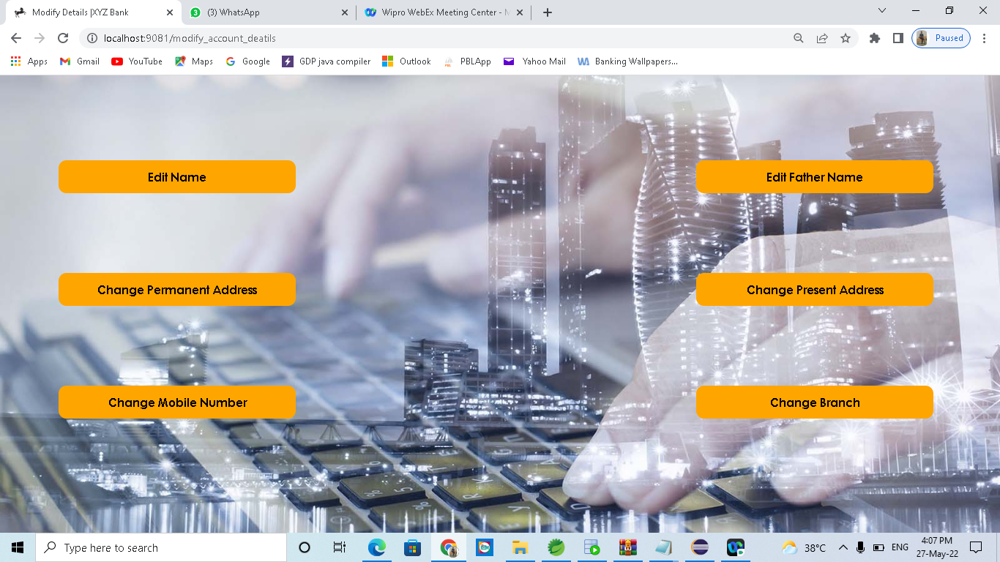 Modify Details |XYZ Bank
(3) WhatsApp
Wipro WebEx Meeting Center -
localhost:9081/modify_account_deatils
Paused
Apps
Gmail
YouTube
Maps
Google
GDP java compiler
Outlook
PBLApp
Yahoo Mail
Banking Wallpapers...
Edit Name
Edit Father Name
Change Permanent Address
Change Present Address
Change Mobile Number
Change Branch
Type here to search
38°C
ENG
4:07 PM
27-May-22